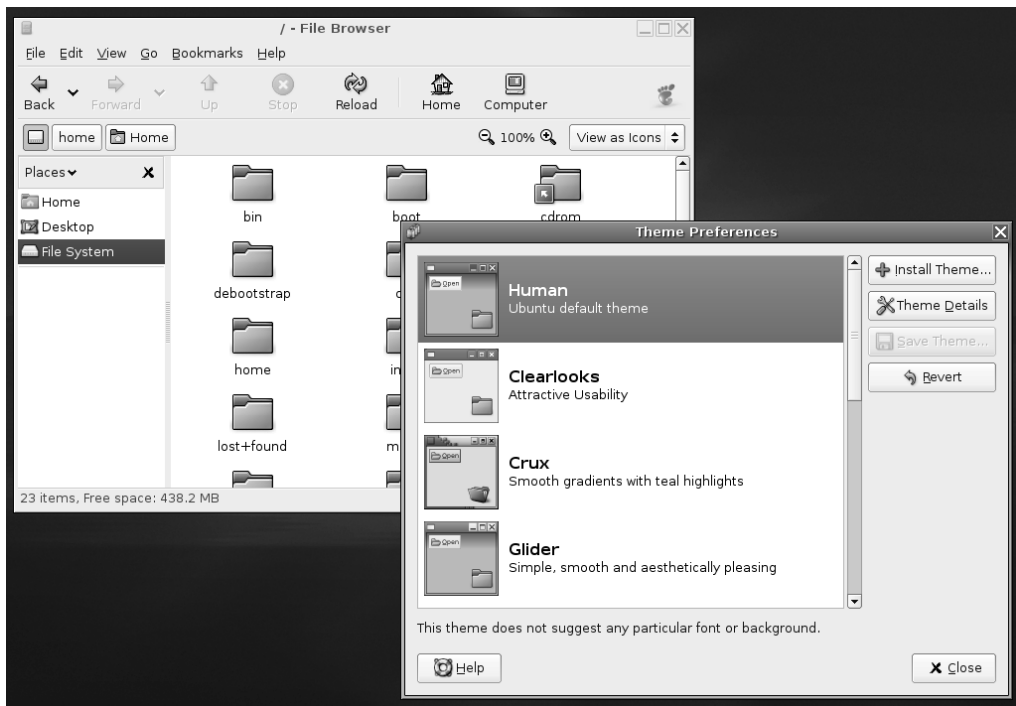 / - File Browser
File Edit View Go Bookmarks Help
Back Forward Up Stop Reload Home Computer
home Home 100% View as Icons
Places
Home
Desktop
File System
bin boot cdrom
debootstrap
home
lost+found
23 items, Free space: 438.2 MB
Theme Preferences
Open
Human
Ubuntu default theme
Open
Clearlooks
Attractive Usability
Open
Crux
Smooth gradients with teal highlights
Open
Glider
Simple, smooth and aesthetically pleasing
Install Theme...
Theme Details
Save Theme...
Revert
This theme does not suggest any particular font or background.
Help Close